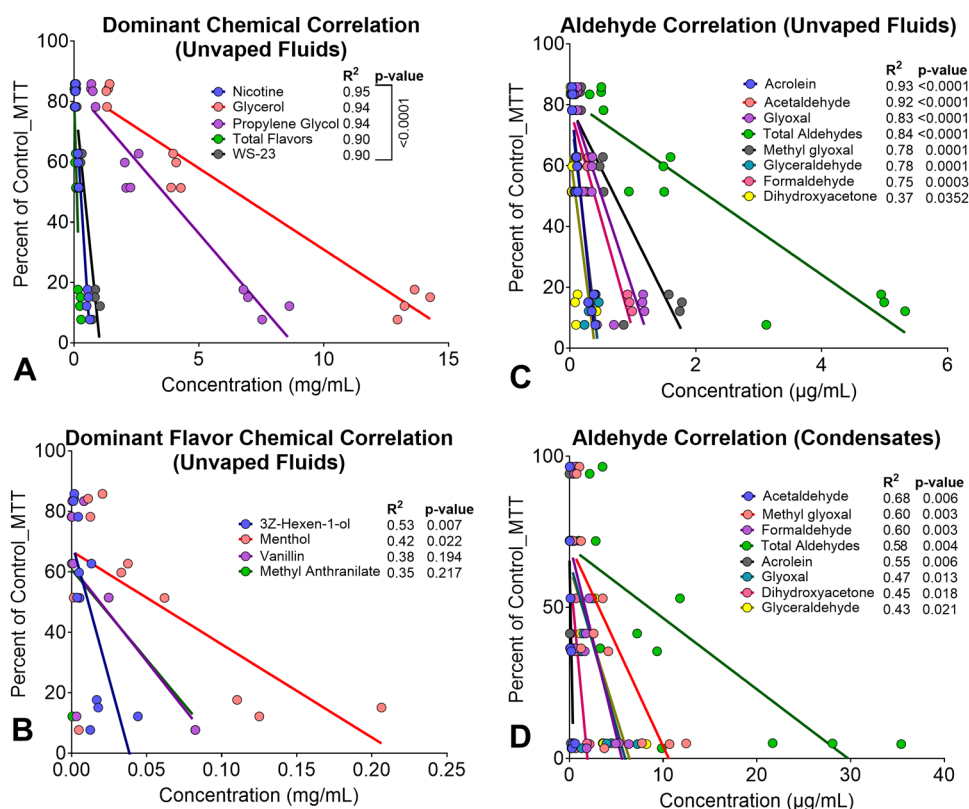 Dominant Chemical Correlation
(Unvaped Fluids)
R² p-value
Nicotine 0.95
Glycerol 0.94
Propylene Glycol 0.94
Total Flavors 0.90
WS-23 0.90
<0.0001
Percent of Control_MTT
100
80
60
40
20
0
0 5 10 15
Concentration (mg/mL)
A
Aldehyde Correlation (Unvaped Fluids)
R² p-value
Acrolein 0.93 <0.0001
Acetaldehyde 0.92 <0.0001
Glyoxal 0.83 <0.0001
Total Aldehydes 0.84 <0.0001
Methyl glyoxal 0.78 0.0001
Glyceraldehyde 0.78 0.0001
Formaldehyde 0.75 0.0003
Dihydroxyacetone 0.37 0.0352
Percent of Control_MTT
100
80
60
40
20
0
0 2 4 6
Concentration (µg/mL)
C
Dominant Flavor Chemical Correlation
(Unvaped Fluids)
R² p-value
3Z-Hexen-1-ol 0.53 0.007
Menthol 0.42 0.022
Vanillin 0.38 0.194
Methyl Anthranilate 0.35 0.217
Percent of Control_MTT
100
80
60
40
20
0
0.00 0.05 0.10 0.15 0.20 0.25
Concentration (mg/mL)
B
Aldehyde Correlation (Condensates)
R² p-value
Acetaldehyde 0.68 0.006
Methyl glyoxal 0.60 0.003
Formaldehyde 0.60 0.003
Total Aldehydes 0.58 0.004
Acrolein 0.55 0.006
Glyoxal 0.47 0.013
Dihydroxyacetone 0.45 0.018
Glyceraldehyde 0.43 0.021
Percent of Control_MTT
100
50
0
0 10 20 30 40
Concentration (µg/mL)
D